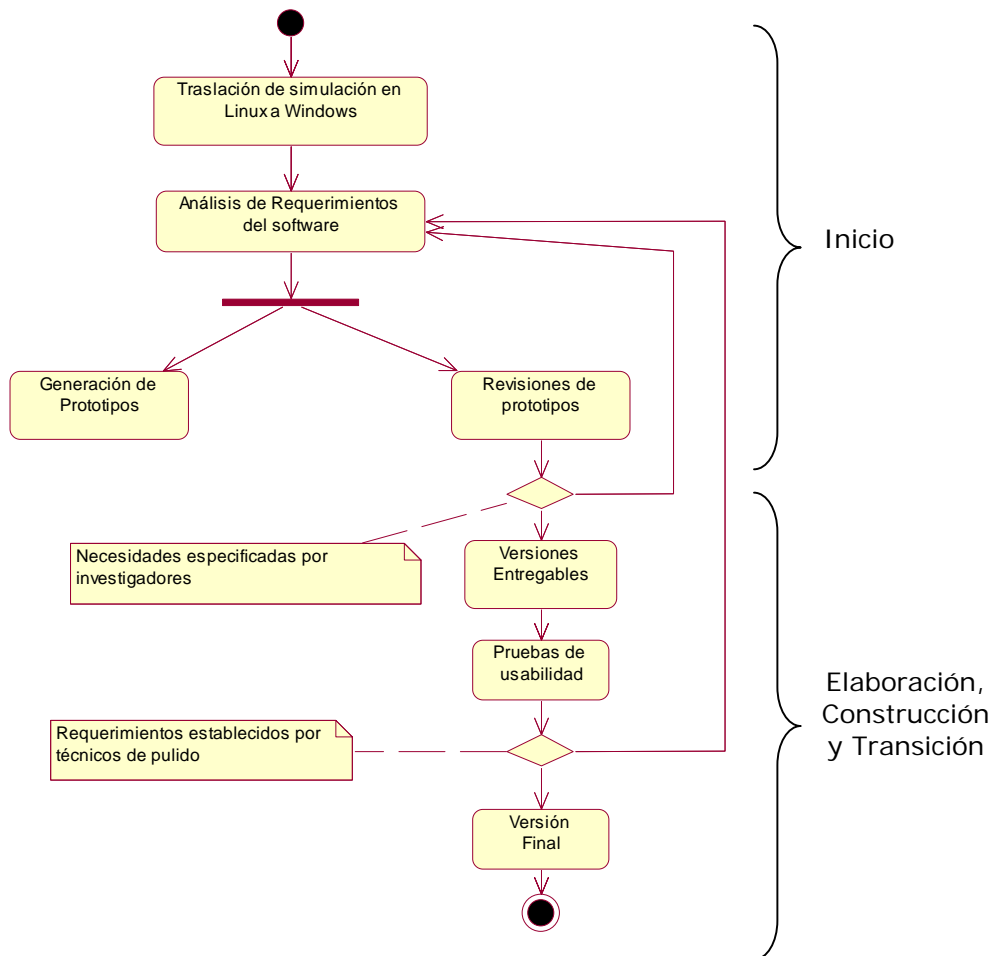 Traslación de simulación en
Linux a Windows
Análisis de Requerimientos
del software
Inicio
Generación de
Prototipos
Revisiones de
prototipos
Necesidades especificadas por
investigadores
Versiones
Entregables
Pruebas de
usabilidad
Elaboración,
Construcción
y Transición
Requerimientos establecidos por
técnicos de pulido
Versión
Final